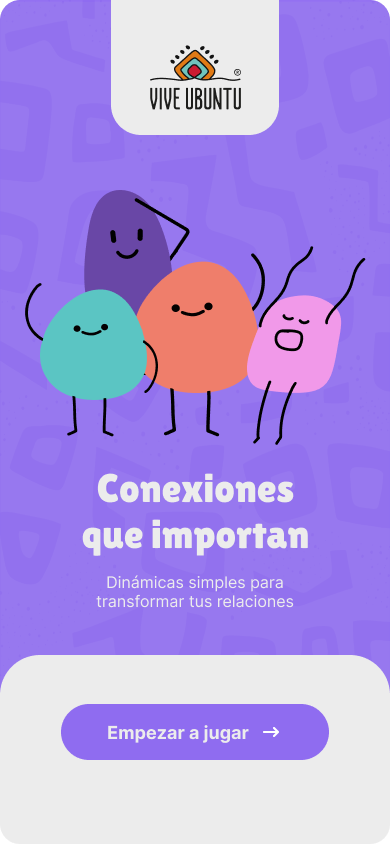 ®
VIVE UBUNTU
Conexiones
que importan
Dinámicas simples para
transformar tus relaciones
Empezar a jugar →